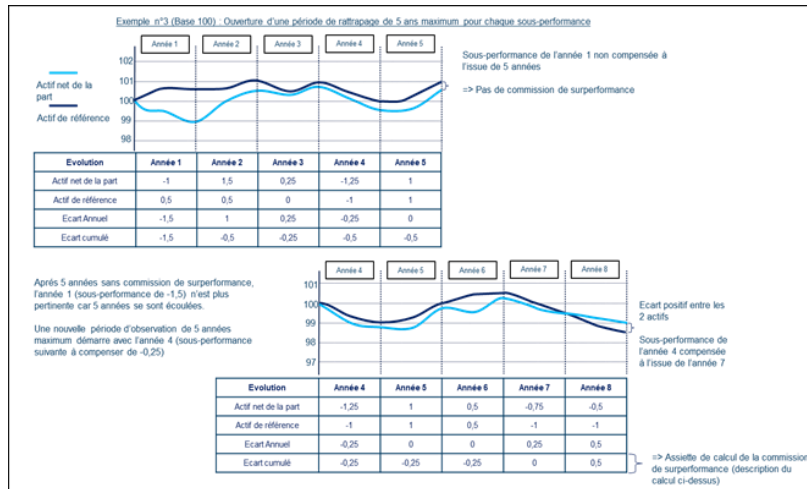 Exemple n°3 (Base 100) : Ouverture d'une période de rattrapage de 5 ans maximum pour chaque sous-performance
Année 1 Année 2 Année 3 Année 4 Année 5
102
101
100
99
98
Actif net de la
part
Actif de référence
Sous-performance de l'année 1 non compensée à
l'issue de 5 années
=> Pas de commission de surperformance
Evolution Année 1 Année 2 Année 3 Année 4 Année 5
Actif net de la part -1 1,5 0,25 -1,25 1
Actif de référence 0,5 0,5 0 -1 1
Ecart Annuel -1,5 1 0,25 -0,25 0
Ecart cumulé -1,5 -0,5 -0,25 -0,5 -0,5
Après 5 années sans commission de surperformance,
l'année 1 (sous-performance de -1,5) n'est plus
pertinente car 5 années se sont écoulées.
Une nouvelle période d'observation de 5 années
maximum démarre avec l'année 4 (sous-performance
suivante à compenser de -0,25)
Année 4 Année 5 Année 6 Année 7 Année 8
101
100
99
98
97
Ecart positif entre les
2 actifs
Sous-performance de
l'année 4 compensée
à l'issue de l'année 7
Evolution Année 4 Année 5 Année 6 Année 7 Année 8
Actif net de la part -1,25 1 0,5 -0,75 -0,5
Actif de référence -1 1 0,5 -1 -1
Ecart Annuel -0,25 0 0 0,25 0,5
Ecart cumulé -0,25 -0,25 -0,25 0 0,5
=> Assiette de calcul de la commission
de surperformance (description du
calcul ci-dessus)